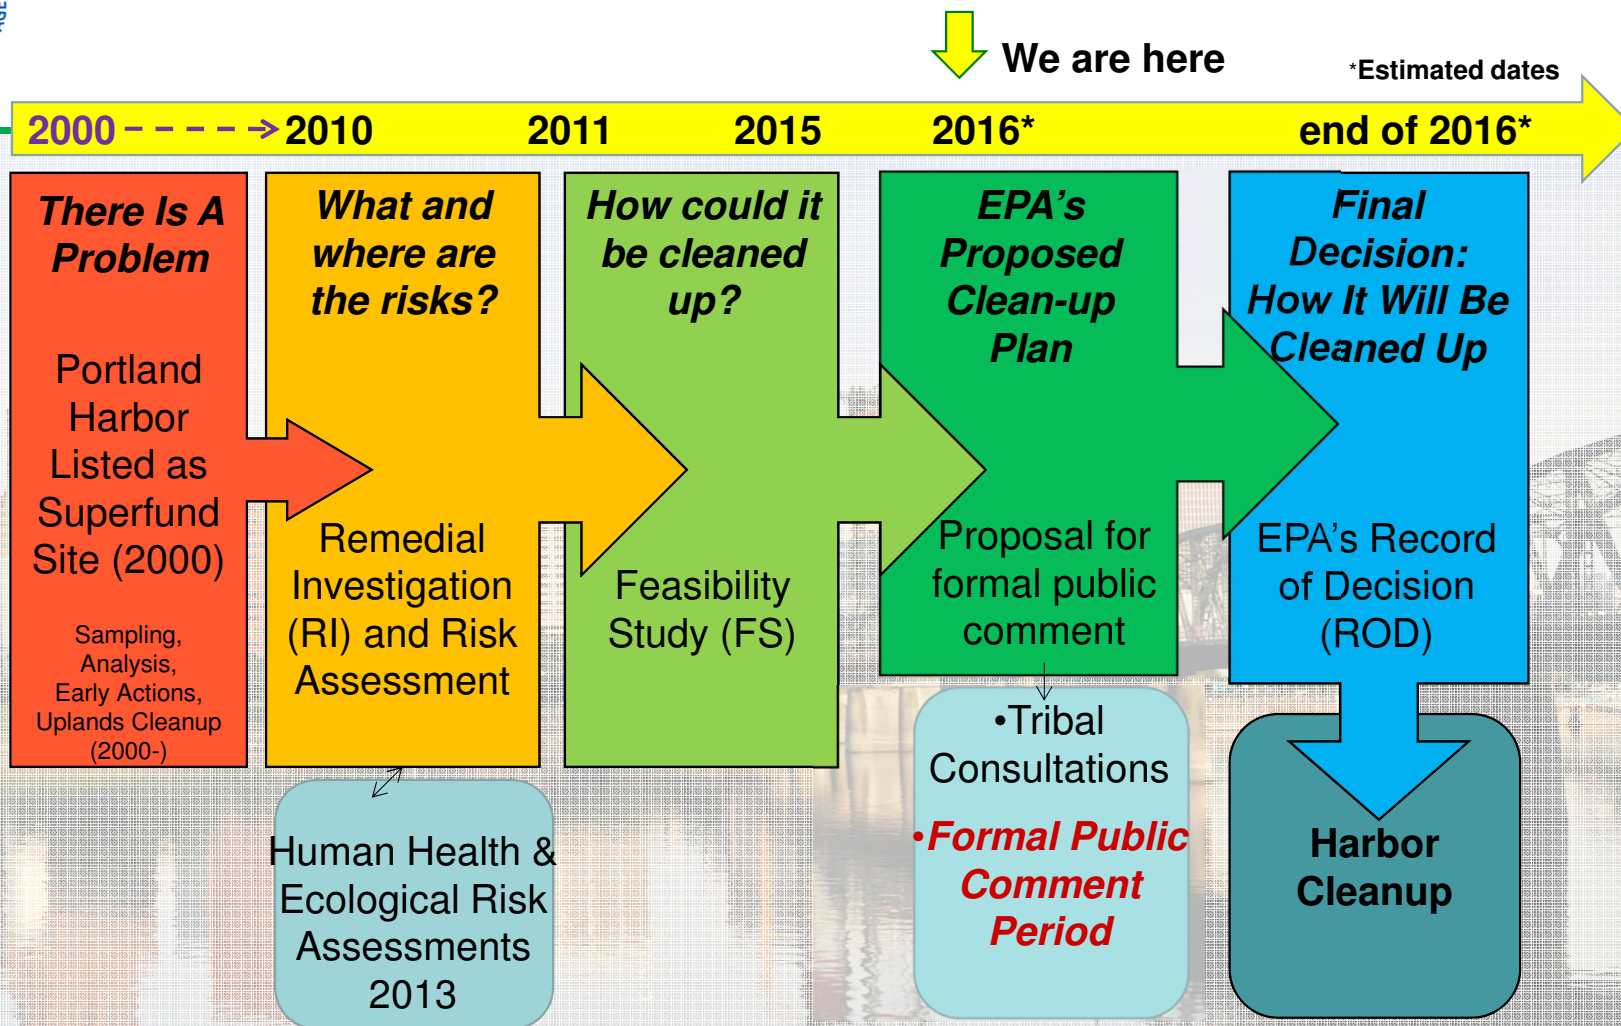 We are here
*Estimated dates
2000 2010 2011 2015 2016* end of 2016*
There Is A
Problem
Portland
Harbor
Listed as
Superfund
Site (2000)
Sampling,
Analysis,
Early Actions,
Uplands Cleanup
(2000-)
What and
where are
the risks?
Remedial
Investigation
(RI) and Risk
Assessment
Human Health &
Ecological Risk
Assessments
2013
How could it
be cleaned
up?
Feasibility
Study (FS)
EPA’s
Proposed
Clean-up
Plan
Proposal for
formal public
comment
•Tribal
Consultations
•Formal Public
Comment
Period
Final
Decision:
How It Will Be
Cleaned Up
EPA’s Record
of Decision
(ROD)
Harbor
Cleanup